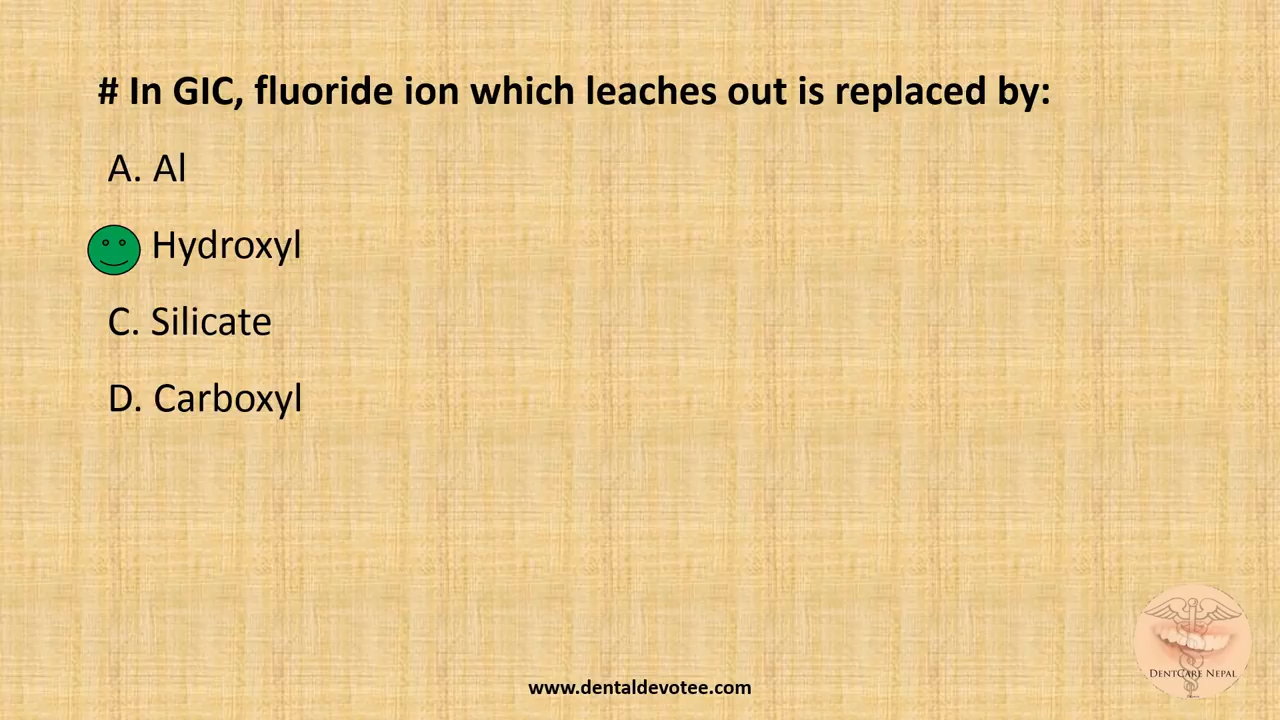 # In GIC, fluoride ion which leaches out is replaced by:
A. Al
Hydroxyl
C. Silicate
D. Carboxyl
DentCare Nepal
www.dentaldevotee.com